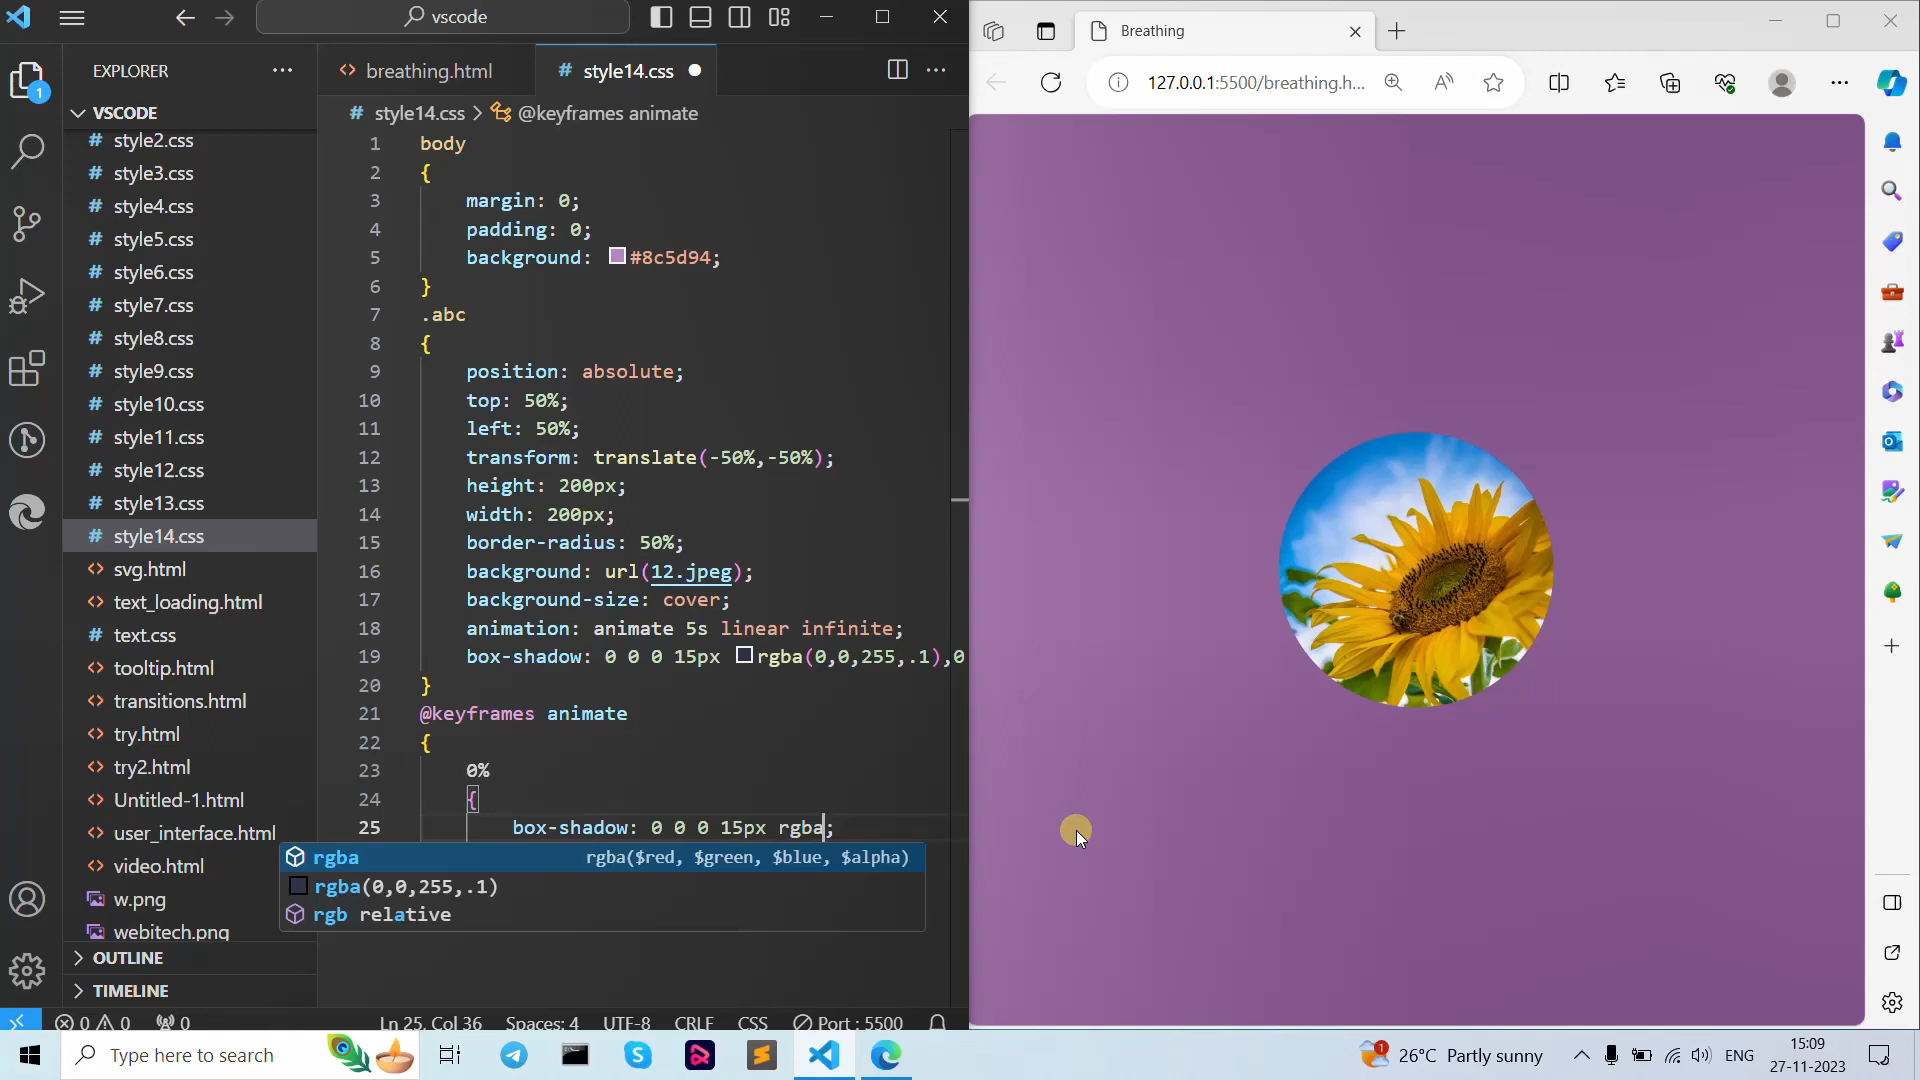 vscode
EXPLORER
VSCODE
style2.css
style3.css
style4.css
style5.css
style6.css
style7.css
style8.css
style9.css
style10.css
style11.css
style12.css
style13.css
style14.css
svg.html
text_loading.html
text.css
tooltip.html
transitions.html
try.html
try2.html
Untitled-1.html
user_interface.html
video.html
w.png
webitech.png
OUTLINE
TIMELINE
1
breathing.html
# style14.css
# style14.css > @keyframes animate
1 body
2 {
3 margin: 0;
4 padding: 0;
5 background: #8c5d94;
6 }
7 .abc
8 {
9 position: absolute;
10 top: 50%;
11 left: 50%;
12 transform: translate(-50%,-50%);
13 height: 200px;
14 width: 200px;
15 border-radius: 50%;
16 background: url(12.jpeg);
17 background-size: cover;
18 animation: animate 5s linear infinite;
19 box-shadow: 0 0 0 15px rgba(0,0,255,.1),0
20 }
21 @keyframes animate
22 {
23 0%
24 {
25 box-shadow: 0 0 0 15px rgba;
rgba rgba($red, $green, $blue, $alpha)
rgba(0,0,255,.1)
rgb relative
0 0 0 Ln 25, Col 36 Spaces: 4 UTF-8 CRLF CSS Port : 5500
Breathing
127.0.0.1:5500/breathing.h...
Type here to search
1
26°C Partly sunny
ENG
15:09
27-11-2023